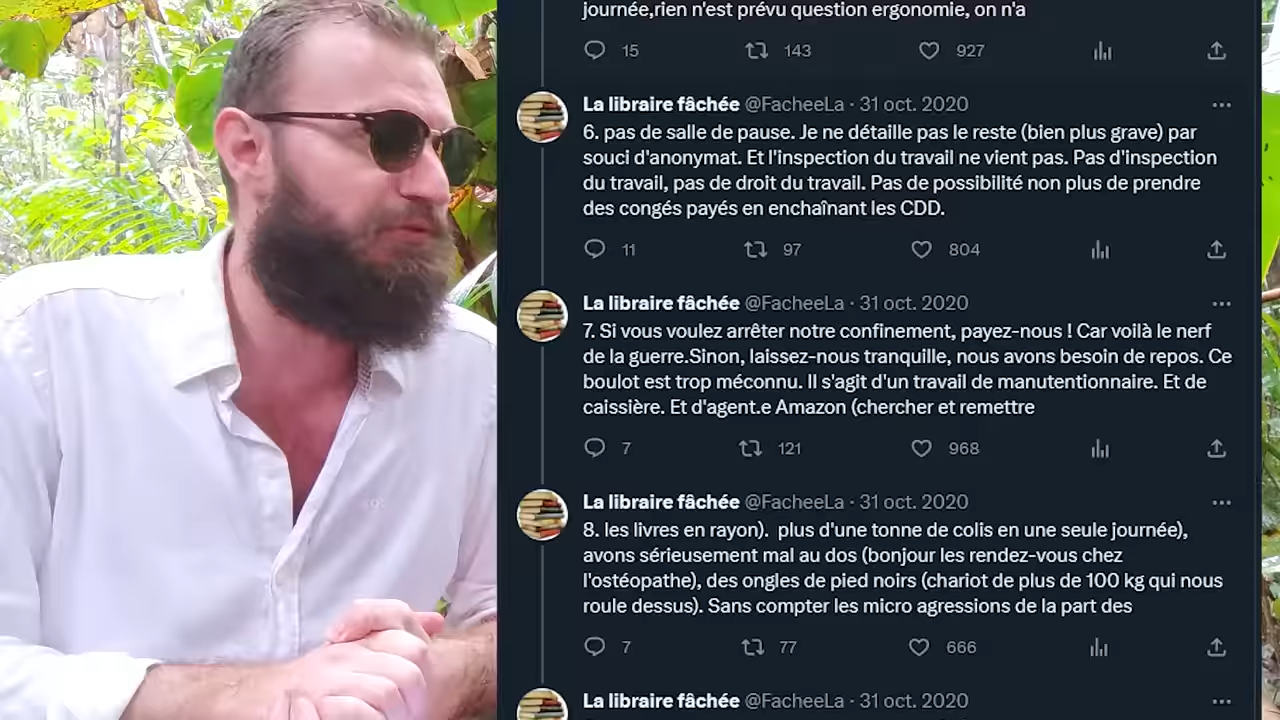 journée,rien n'est prévu question ergonomie, on n'a
15 143 927
La libraire fâchée @FacheeLa · 31 oct. 2020
6. pas de salle de pause. Je ne détaille pas le reste (bien plus grave) par
souci d'anonymat. Et l'inspection du travail ne vient pas. Pas d'inspection
du travail, pas de droit du travail. Pas de possibilité non plus de prendre
des congés payés en enchaînant les CDD.
11 97 804
La libraire fâchée @FacheeLa · 31 oct. 2020
7. Si vous voulez arrêter notre confinement, payez-nous ! Car voilà le nerf
de la guerre.Sinon, laissez-nous tranquille, nous avons besoin de repos. Ce
boulot est trop méconnu. Il s'agit d'un travail de manutentionnaire. Et de
caissière. Et d'agent.e Amazon (chercher et remettre
7 121 968
La libraire fâchée @FacheeLa · 31 oct. 2020
8. les livres en rayon).  plus d'une tonne de colis en une seule journée),
avons sérieusement mal au dos (bonjour les rendez-vous chez
l'ostéopathe), des ongles de pied noirs (chariot de plus de 100 kg qui nous
roule dessus). Sans compter les micro agressions de la part des
7 77 666
La libraire fâchée @FacheeLa · 31 oct. 2020